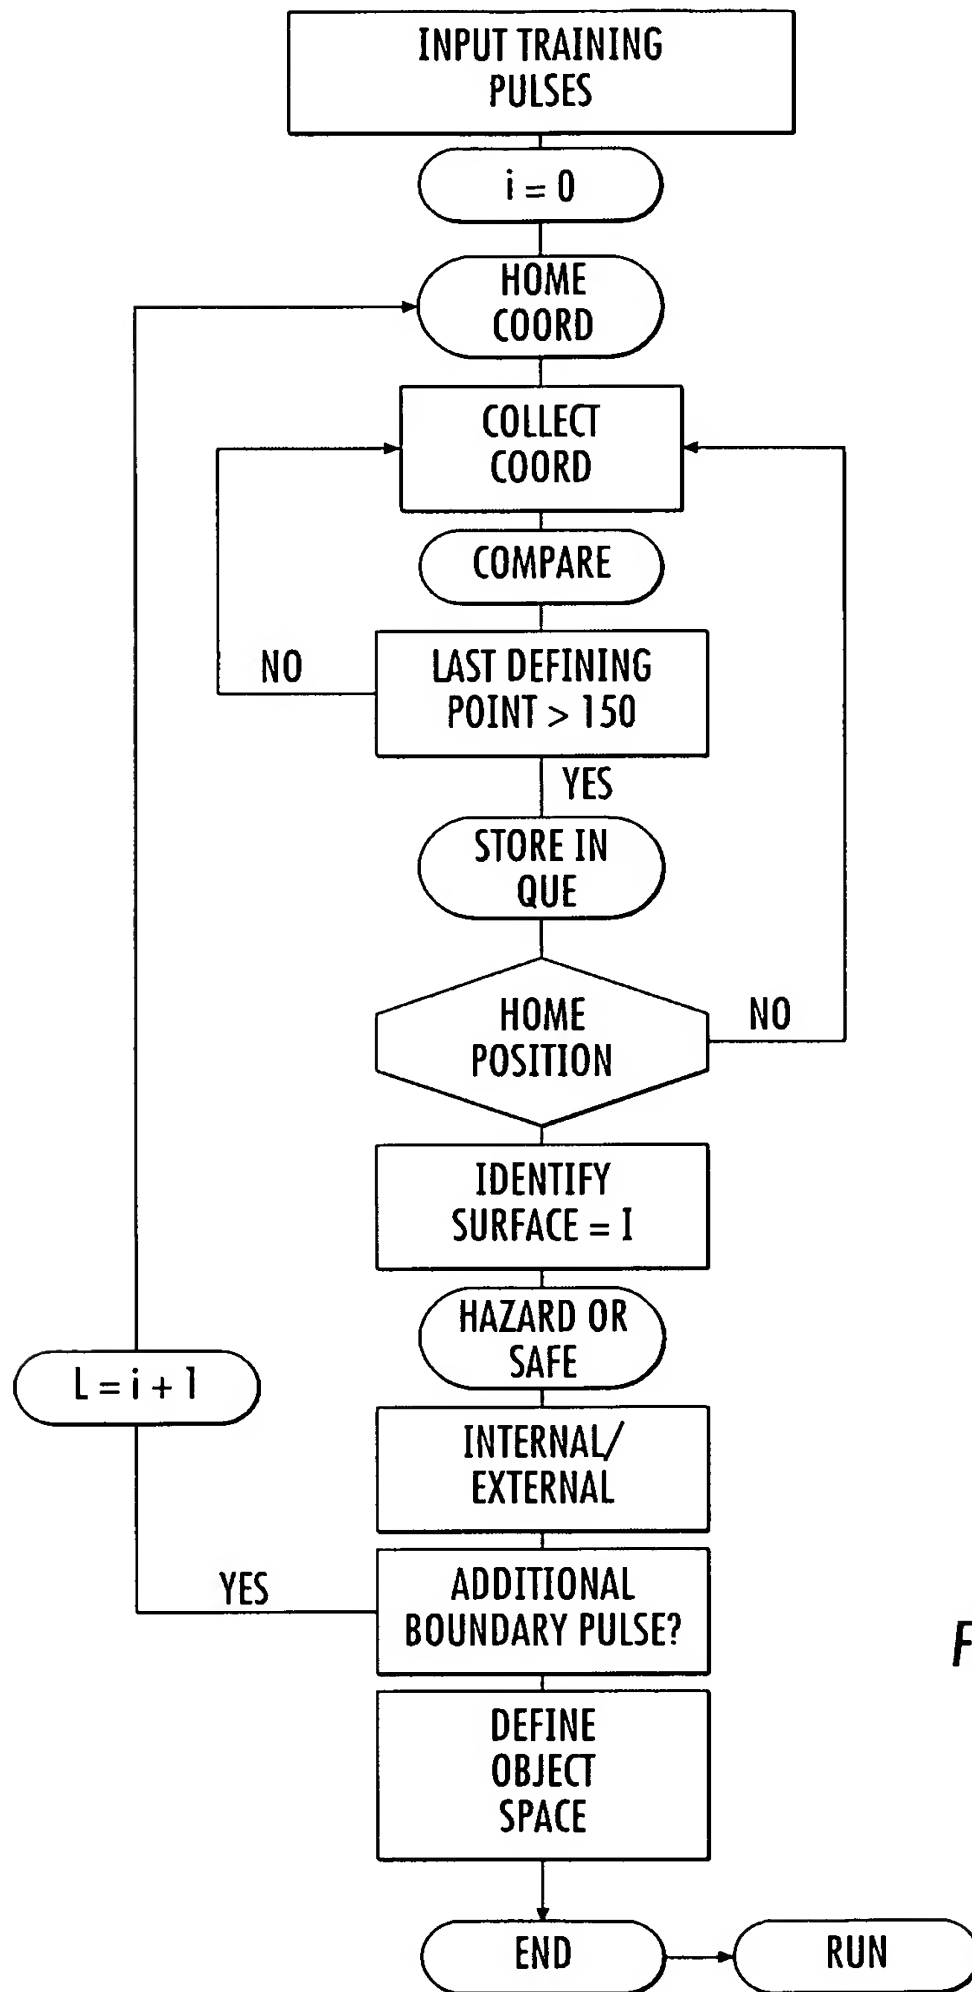 INPUT TRAINING
PULSES
i = 0
HOME
COORD
COLLECT
COORD
COMPARE
NO
LAST DEFINING
POINT > 150
YES
STORE IN
QUE
HOME
POSITION
NO
IDENTIFY
SURFACE = I
HAZARD OR
SAFE
L = i + 1
INTERNAL/
EXTERNAL
YES
ADDITIONAL
BOUNDARY PULSE?
F
DEFINE
OBJECT
SPACE
END
RUN